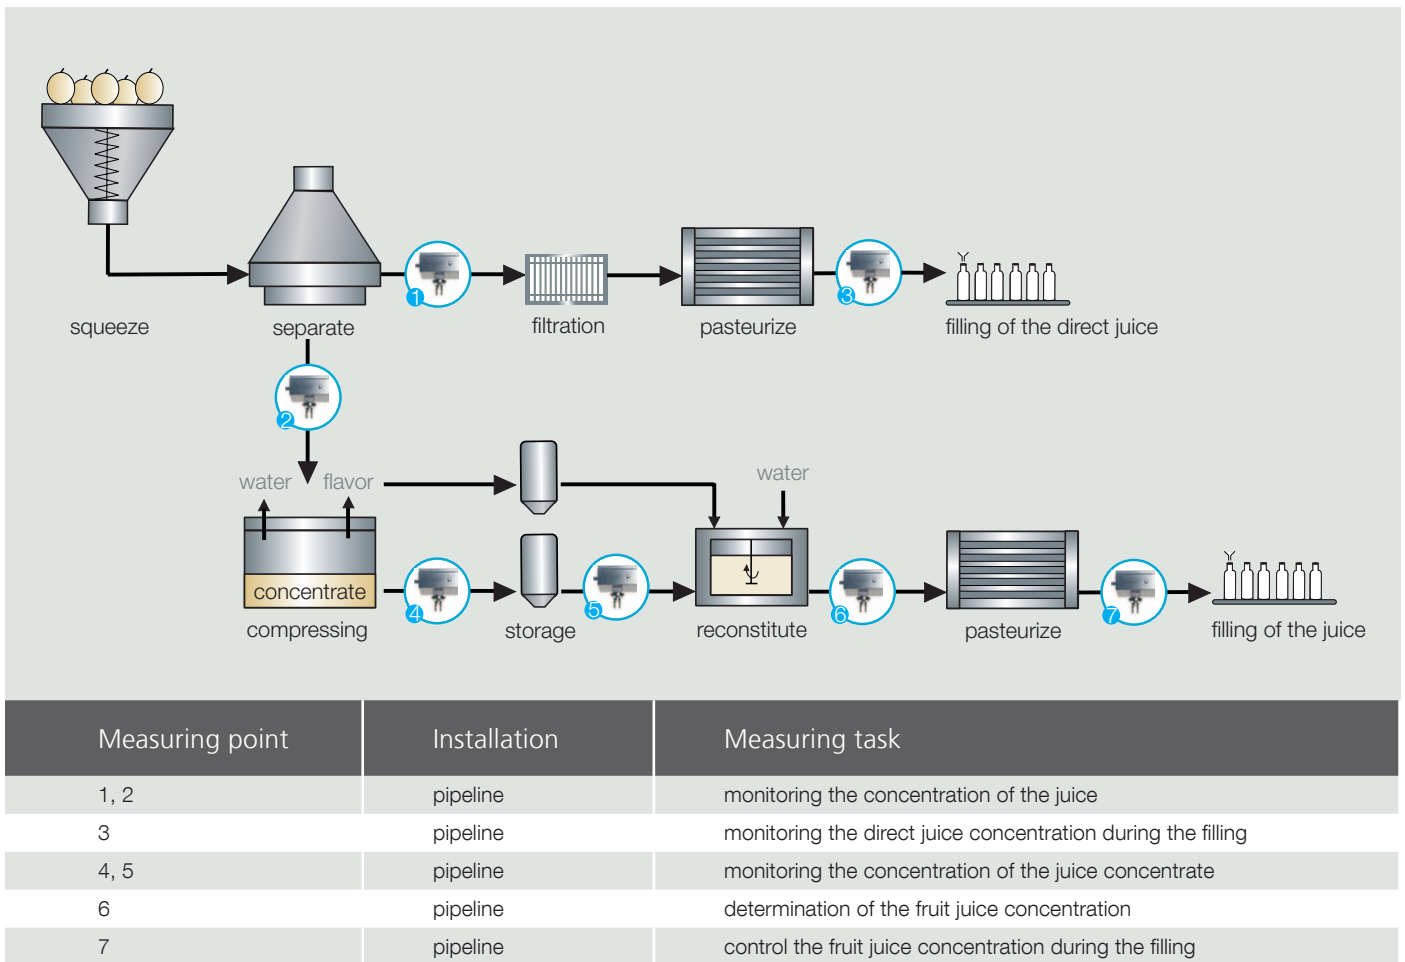 1
3
squeeze
separate
filtration
pasteurize
filling of the direct juice
2
water
flavor
water
concentrate
4
5
6
7
compressing
storage
reconstitute
pasteurize
filling of the juice
Measuring point Installation Measuring task
1, 2 pipeline monitoring the concentration of the juice
3 pipeline monitoring the direct juice concentration during the filling
4, 5 pipeline monitoring the concentration of the juice concentrate
6 pipeline determination of the fruit juice concentration
7 pipeline control the fruit juice concentration during the filling